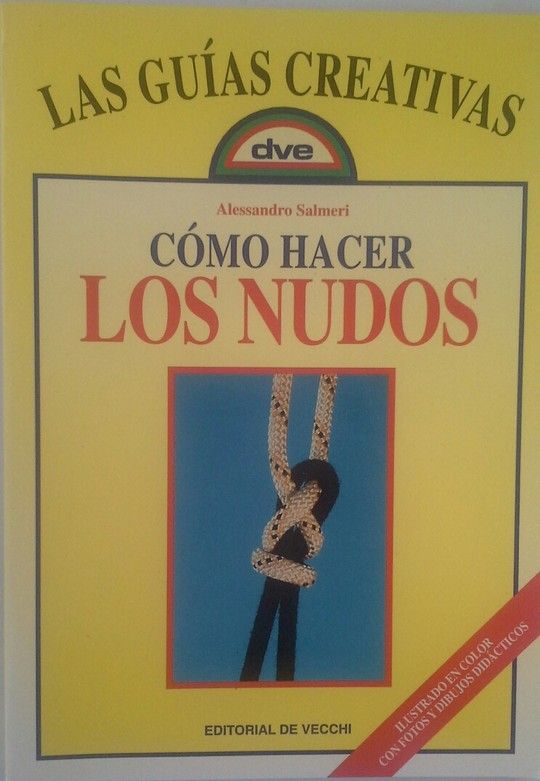 LAS GUÍAS CREATIVAS
dve
Alessandro Salmeri
CÓMO HACER
LOS NUDOS
ILUSTRADO EN COLOR
CON FOTOS Y DIBUJOS DIDÁCTICOS
EDITORIAL DE VECCHI